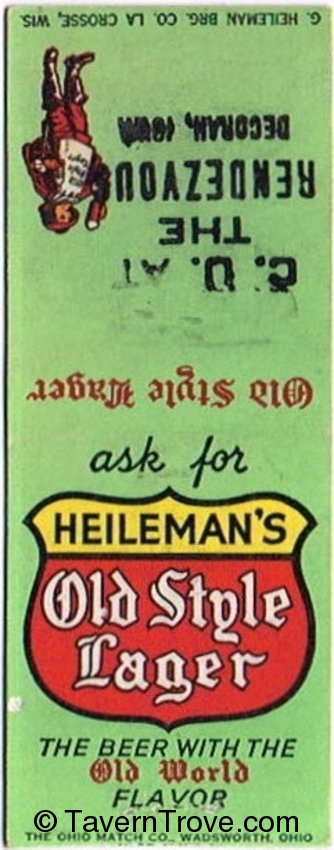 G. HEILEMAN BRG. CO. LA CROSSE, WIS.
DECORAH, IOWA
RENDEZVOUS
THE
C. U. AT
Old Style Lager
ask for
HEILEMAN'S
Old Style
Lager
THE BEER WITH THE
Old World
FLAVOR
© TavernTrove.com
THE OHIO MATCH CO., WADSWORTH, OHIO